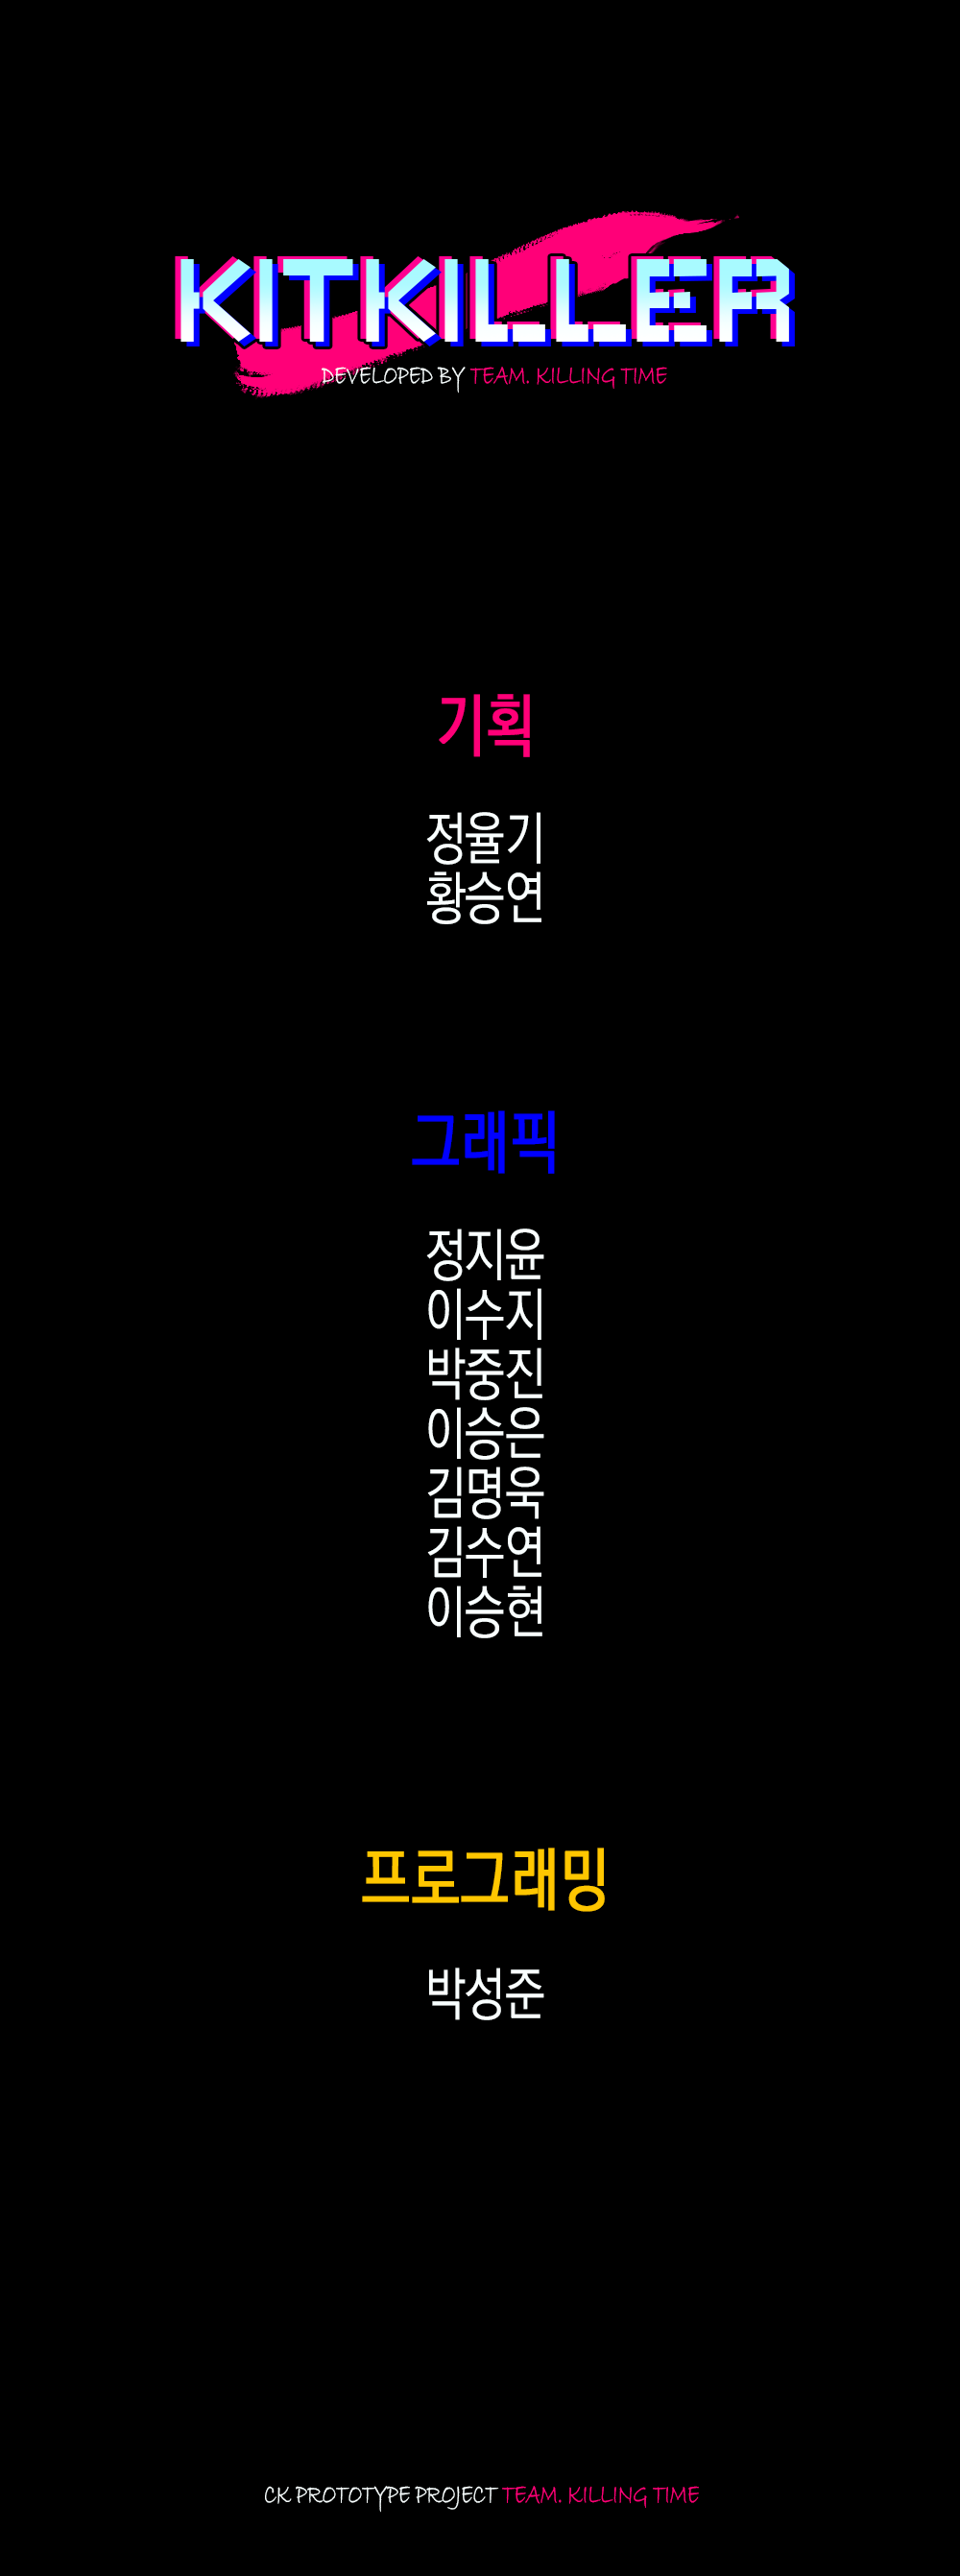 KITKILLER
DEVELOPED BY TEAM. KILLING TIME
기획
정율기
황승연
그래픽
정지윤
이수지
박중진
이승은
김명욱
김수연
이승현
프로그래밍
박성준
CK PROTOTYPE PROJECT TEAM. KILLING TIME